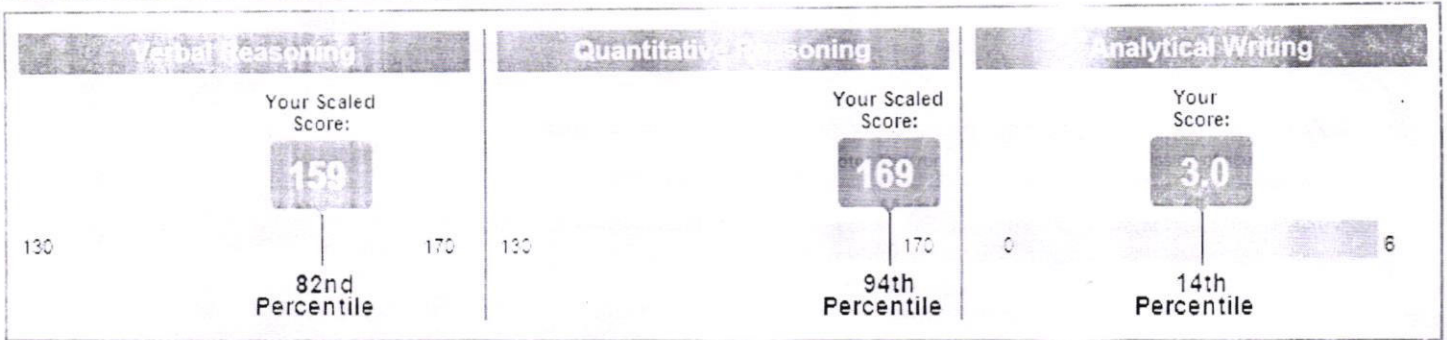 Verbal Reasoning
Your Scaled
Score:
159
130
170
82nd
Percentile
Quantitative Reasoning
Your Scaled
Score:
169
130
170
94th
Percentile
Analytical Writing
Your
Score:
3.0
0
6
14th
Percentile